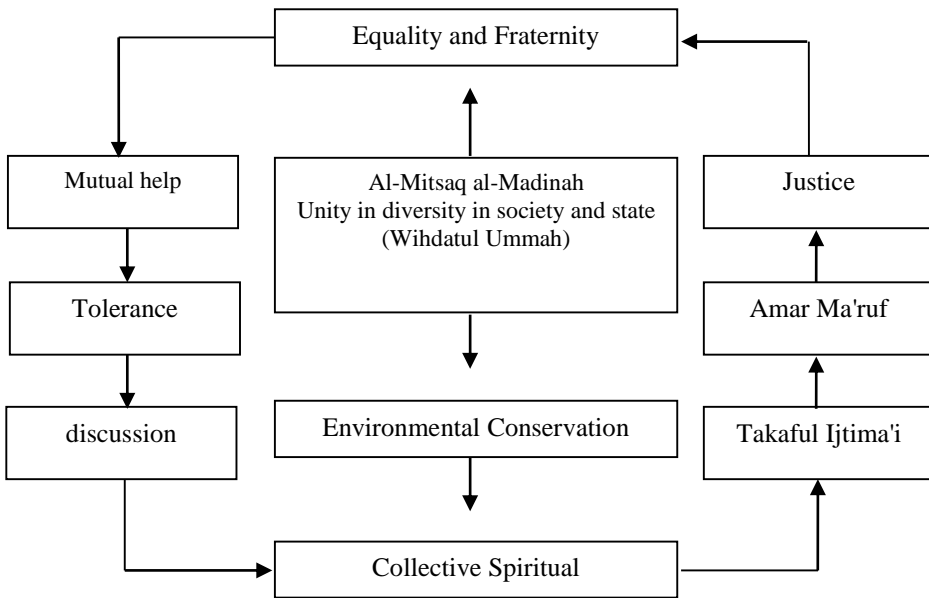 Equality and Fraternity
Mutual help
Al-Mitsaq al-Madinah
Unity in diversity in society and state
(Wihdatul Ummah)
Justice
Tolerance
Amar Ma'ruf
discussion
Environmental Conservation
Takaful Ijtima'i
Collective Spiritual